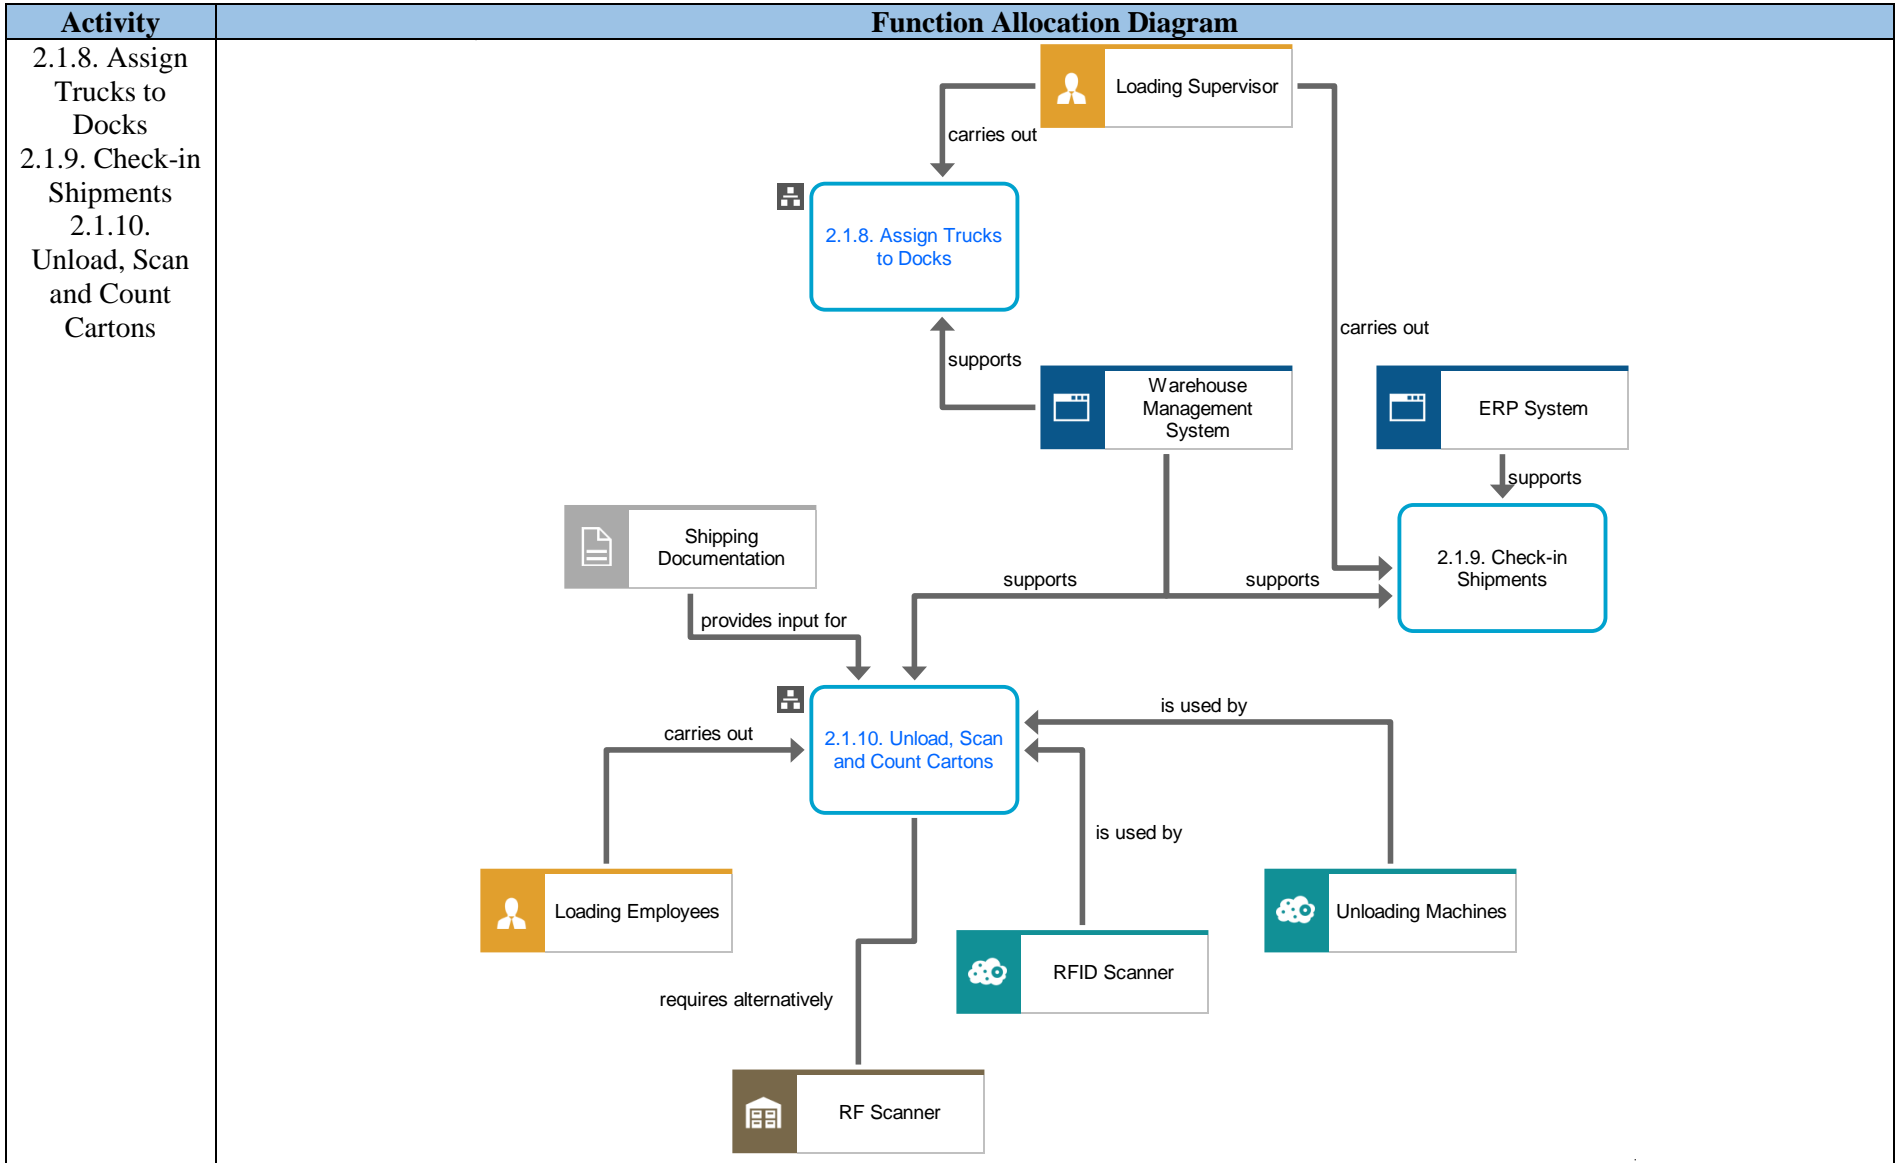 Activity
Function Allocation Diagram
2.1.8. Assign
Trucks to
Docks
2.1.9. Check-in
Shipments
2.1.10.
Unload, Scan
and Count
Cartons
Loading Supervisor
carries out
2.1.8. Assign Trucks
to Docks
carries out
supports
Warehouse
Management
System
ERP System
supports
Shipping
Documentation
2.1.9. Check-in
Shipments
supports
supports
provides input for
is used by
carries out
2.1.10. Unload, Scan
and Count Cartons
is used by
Loading Employees
Unloading Machines
RFID Scanner
requires alternatively
RF Scanner